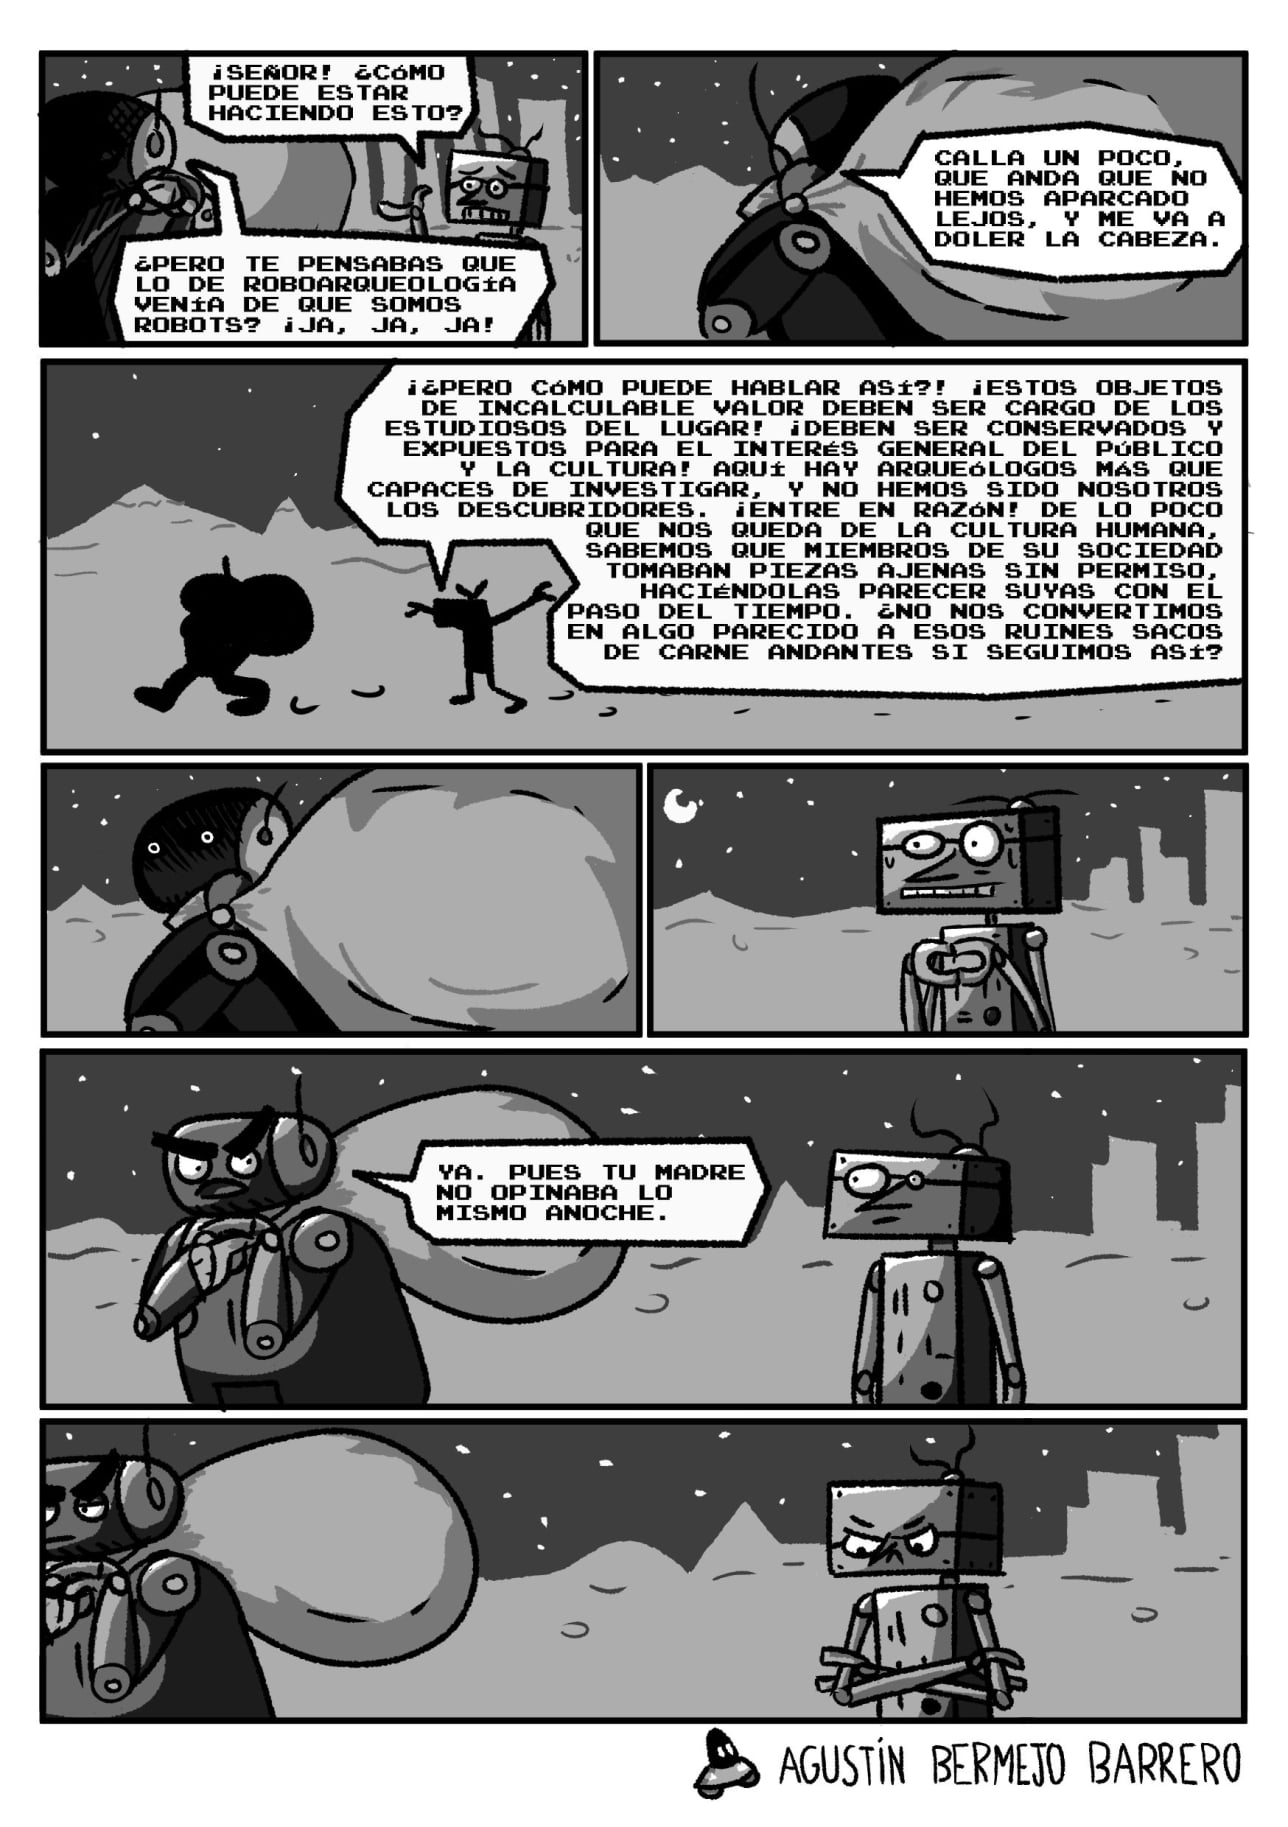 ¡SEÑOR! ¿CÓMO
PUEDE ESTAR
HACIENDO ESTO?
¿PERO TE PENSABAS QUE
LO DE ROBOARQUEOLOGÍA
VENÍA DE QUE SOMOS
ROBOTS? ¡JA, JA, JA!
CALLA UN POCO,
QUE ANDA QUE NO
HEMOS APARCADO
LEJOS, Y ME VA A
DOLER LA CABEZA.
¡¿PERO CÓMO PUEDE HABLAR ASÍ?! ¡ESTOS OBJETOS
DE INCALCULABLE VALOR DEBEN SER CARGO DE LOS
ESTUDIOSOS DEL LUGAR! ¡DEBEN SER CONSERVADOS Y
EXPUESTOS PARA EL INTERÉS GENERAL DEL PÚBLICO
Y LA CULTURA! AQUÍ HAY ARQUEÓLOGOS MÁS QUE
CAPACES DE INVESTIGAR, Y NO HEMOS SIDO NOSOTROS
LOS DESCUBRIDORES. ¡ENTRE EN RAZÓN! DE LO POCO
QUE NOS QUEDA DE LA CULTURA HUMANA,
SABEMOS QUE MIEMBROS DE SU SOCIEDAD
TOMABAN PIEZAS AJENAS SIN PERMISO,
HACIÉNDOLAS PARECER SUYAS CON EL
PASO DEL TIEMPO. ¿NO NOS CONVERTIMOS
EN ALGO PARECIDO A ESOS RUINES SACOS
DE CARNE ANDANTES SI SEGUIMOS ASÍ?
YA. PUES TU MADRE
NO OPINABA LO
MISMO ANOCHE.
AGUSTÍN BERMEJO BARRERO